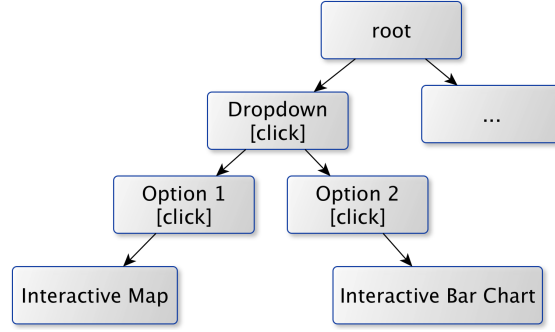 root
Dropdown
[click]
...
Option 1
[click]
Option 2
[click]
Interactive Map
Interactive Bar Chart